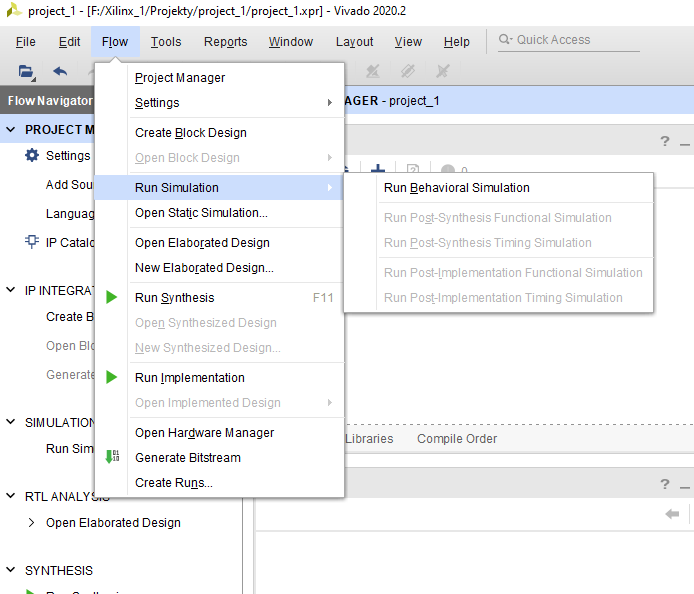 project_1 - [F:/Xilinx_1/Projekty/project_1/project_1.xpr] - Vivado 2020.2
File Edit Flow Tools Reports Window Layout View Help Quick Access
Flow Navigator
AGER - project_1
PROJECT M
Settings
Add Sou
Languag
IP Catalo
IP INTEGRAT
Create B
Open Blo
Generate
SIMULATION
Run Sim
RTL ANALYSIS
Open Elaborated Design
SYNTHESIS
Project Manager
Settings
Create Block Design
Open Block Design
Run Simulation
Open Static Simulation...
Open Elaborated Design
New Elaborated Design...
Run Synthesis F11
Open Synthesized Design
New Synthesized Design...
Run Implementation
Open Implemented Design
Open Hardware Manager
Generate Bitstream
Create Runs...
Run Behavioral Simulation
Run Post-Synthesis Functional Simulation
Run Post-Synthesis Timing Simulation
Run Post-Implementation Functional Simulation
Run Post-Implementation Timing Simulation
? _
0
Libraries Compile Order
? _